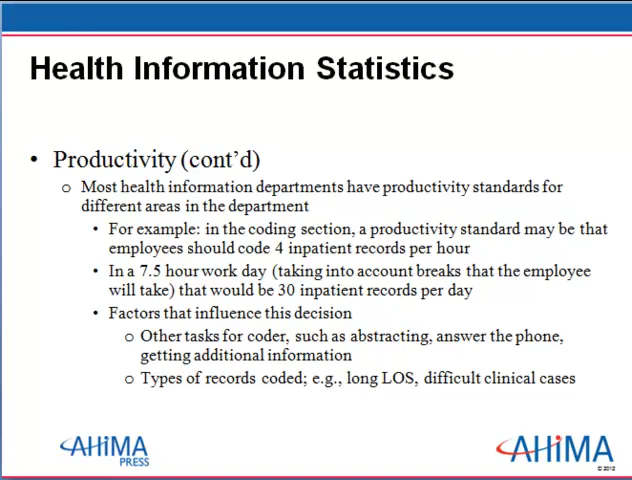 Health Information Statistics
• Productivity (cont'd)
o Most health information departments have productivity standards for
different areas in the department
• For example: in the coding section, a productivity standard may be that
employees should code 4 inpatient records per hour
• In a 7.5 hour work day (taking into account breaks that the employee
will take) that would be 30 inpatient records per day
• Factors that influence this decision
o Other tasks for coder, such as abstracting, answer the phone,
getting additional information
o Types of records coded; e.g., long LOS, difficult clinical cases
AHiMA
PRESS
AHiMA
© 2012